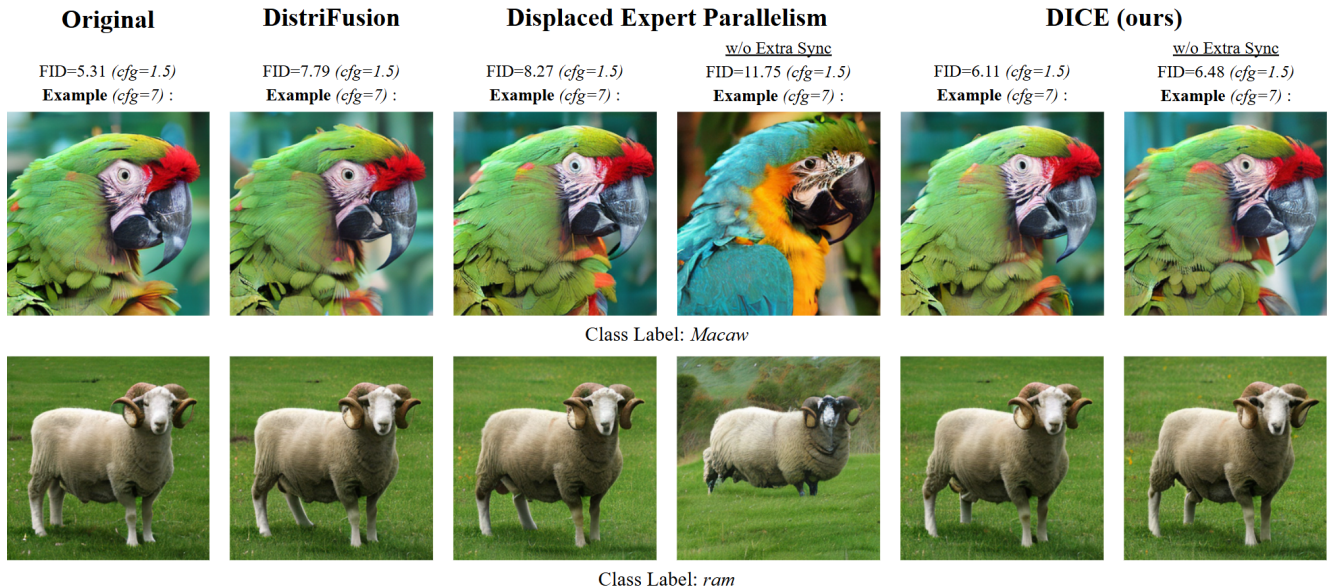 Original
DistriFusion
Displaced Expert Parallelism
DICE (ours)
w/o Extra Sync
w/o Extra Sync
FID=5.31 (cfg=1.5)
FID=7.79 (cfg=1.5)
FID=8.27 (cfg=1.5)
FID=11.75 (cfg=1.5)
FID=6.11 (cfg=1.5)
FID=6.48 (cfg=1.5)
Example (cfg=7) :
Example (cfg=7) :
Example (cfg=7) :
Example (cfg=7) :
Example (cfg=7) :
Example (cfg=7) :
Class Label: Macaw
Class Label: ram